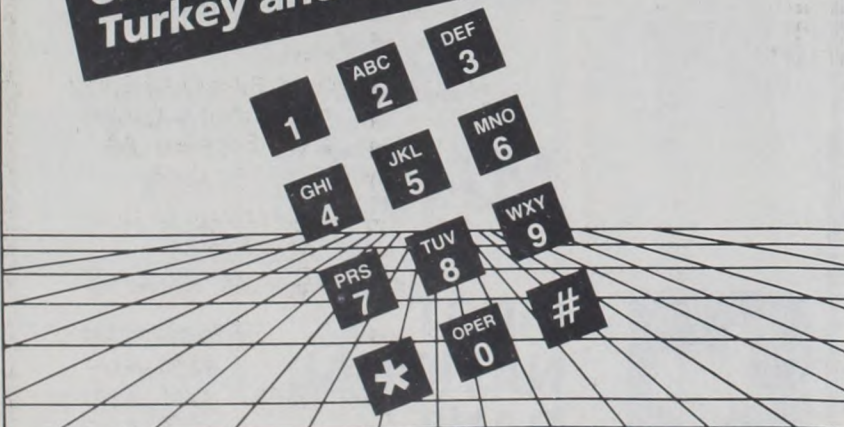 Turkey and
ABC DEF
1 2 3
GHI JKL MNO
4 5 6
PRS TUV WXY
7 8 9
OPER
* 0 #